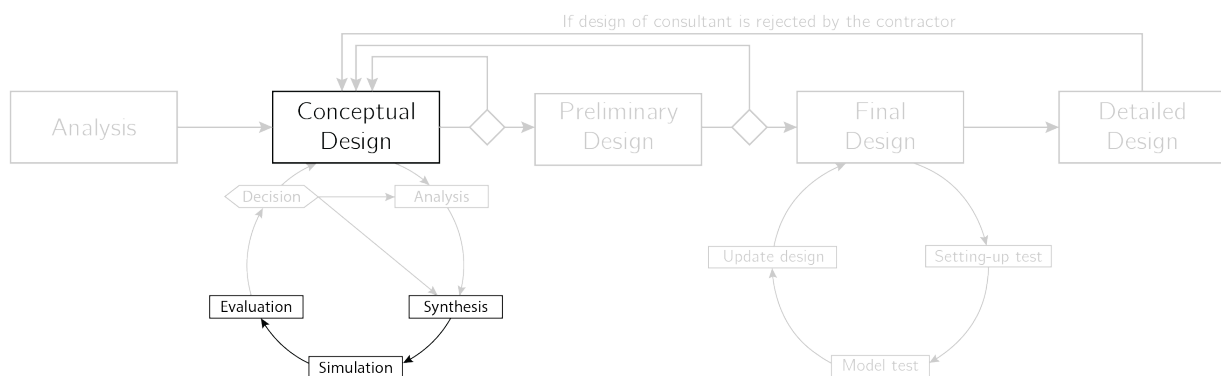 If design of consultant is rejected by the contractor
Analysis
Conceptual
Design
Preliminary
Design
Final
Design
Detailed
Design
Decision
Analysis
Update design
Setting-up test
Evaluation
Synthesis
Simulation
Model test